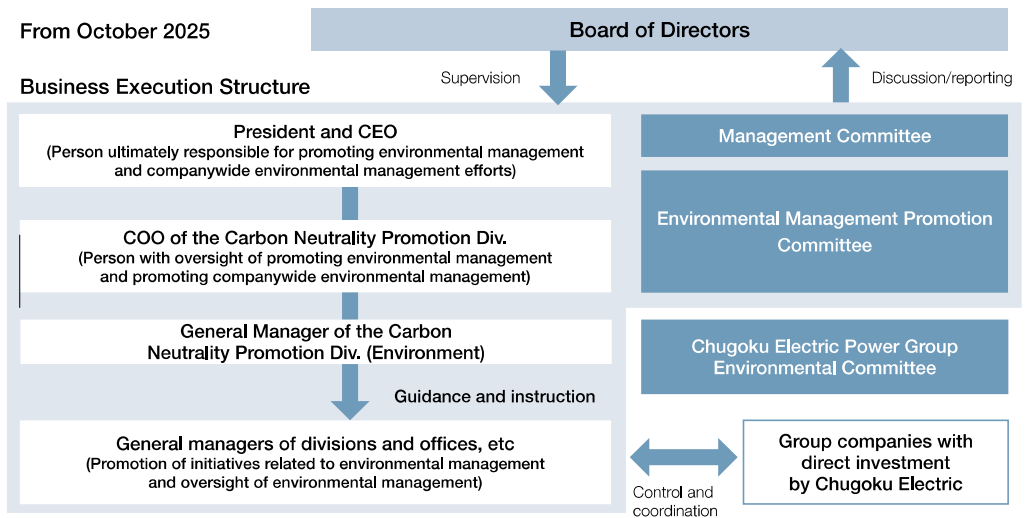 From October 2025
Board of Directors
Supervision
Discussion/reporting
Business Execution Structure
President and CEO
(Person ultimately responsible for promoting environmental management
and companywide environmental management efforts)
COO of the Carbon Neutrality Promotion Div.
(Person with oversight of promoting environmental management
and promoting companywide environmental management)
General Manager of the Carbon
Neutrality Promotion Div. (Environment)
Guidance and instruction
General managers of divisions and offices, etc
(Promotion of initiatives related to environmental management
and oversight of environmental management)
Management Committee
Environmental Management Promotion
Committee
Chugoku Electric Power Group
Environmental Committee
Control and
coordination
Group companies with
direct investment
by Chugoku Electric